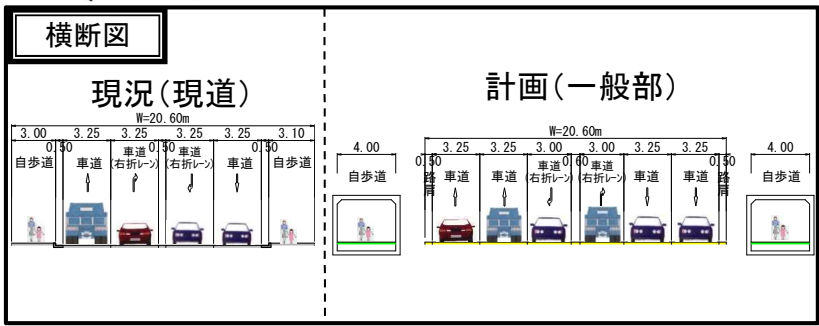 横断図
現況(現道)
W=20.60m
3.00 3.25 3.25 3.25 3.25 3.10
0.50 0.50 0.50
自歩道 車道 車道 車道 車道 自歩道
(右折レーン) (右折レーン)
計画(一般部)
W=20.60m
4.00 3.25 3.25 3.00 3.00 3.25 3.25 4.00
0.50 0.60 0.50
自歩道 路肩 車道 車道 車道 車道 車道 車道 路肩 自歩道
(右折レーン) (右折レーン)